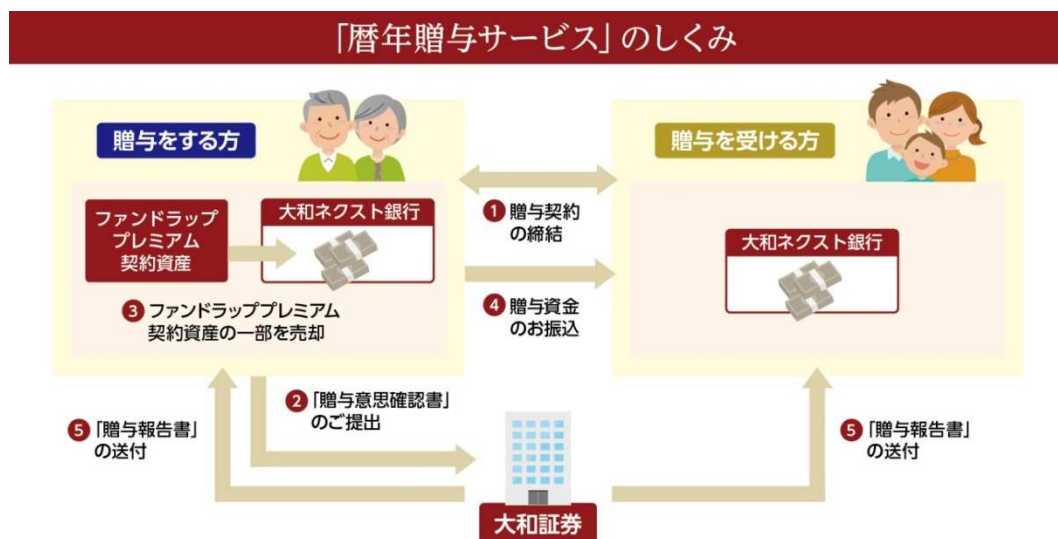 「暦年贈与サービス」のしくみ
贈与をする方
贈与を受ける方
ファンドラップ
プレミアム
契約資産
大和ネクスト銀行
❸ ファンドラッププレミアム
契約資産の一部を売却
❶ 贈与契約
の締結
❹ 贈与資金
のお振込
大和ネクスト銀行
❺ 「贈与報告書」
の送付
❷ 「贈与意思確認書」
のご提出
❺ 「贈与報告書」
の送付
大和証券